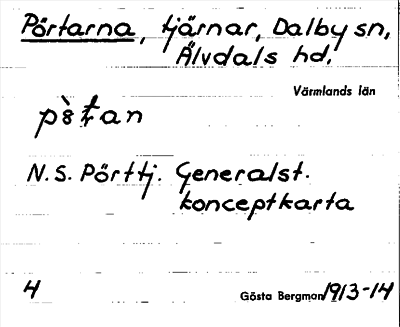 Pörtarna, tjärnar, Dalby sn,
Älvdals hd.
Värmlands län
N.S. Pörttj. Generalst.
konceptkarta
4
Gösta Bergman 1913-14